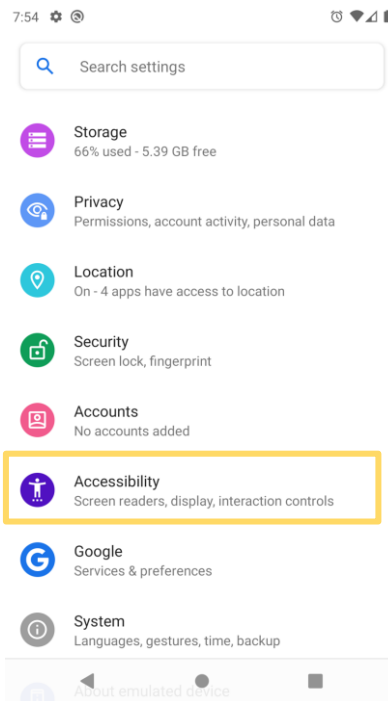 7:54
Search settings
Storage
66% used - 5.39 GB free
Privacy
Permissions, account activity, personal data
Location
On - 4 apps have access to location
Security
Screen lock, fingerprint
Accounts
No accounts added
Accessibility
Screen readers, display, interaction controls
Google
Services & preferences
System
Languages, gestures, time, backup
About emulated device